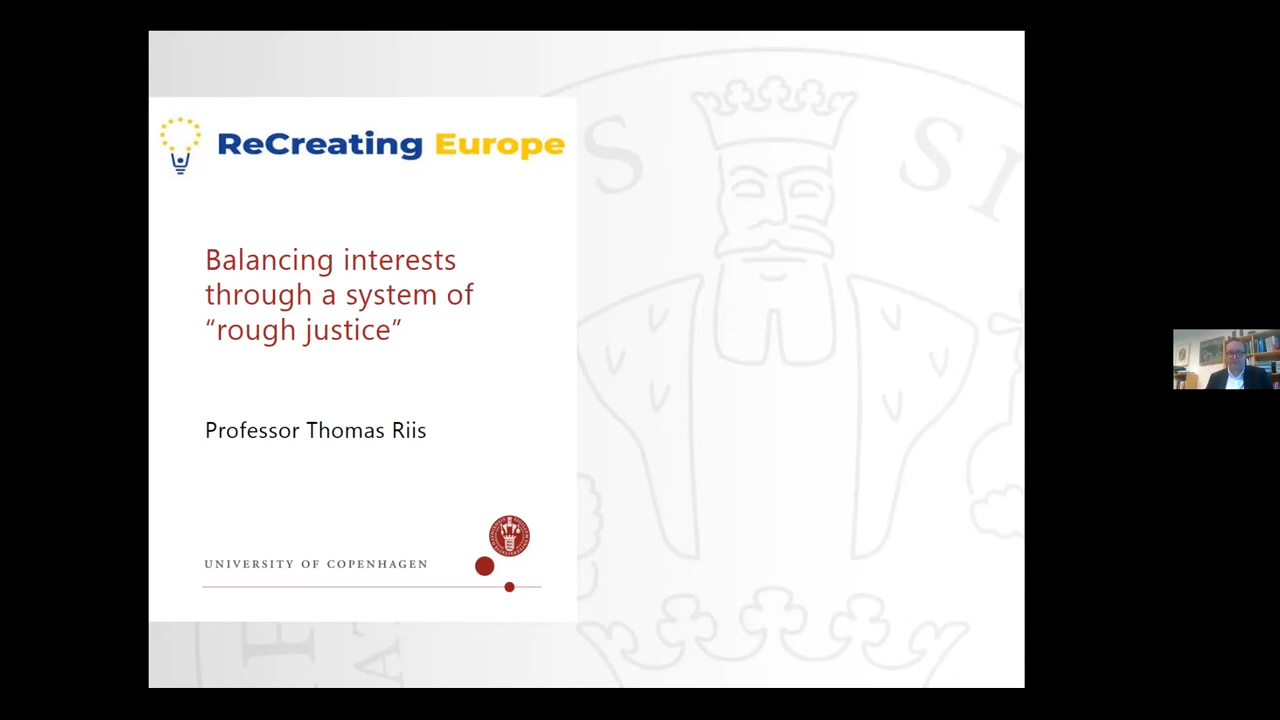 ReCreating Europe
Balancing interests
through a system of
“rough justice”
Professor Thomas Riis
UNIVERSITY OF COPENHAGEN